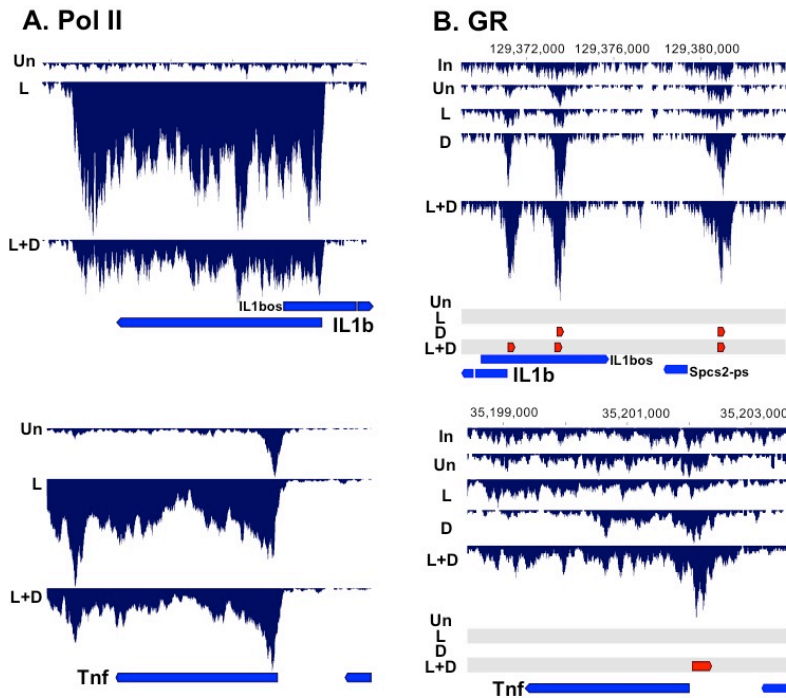 A. Pol II
Un
L
L+D
IL1bos
IL1b
Un
L
L+D
Tnf
B. GR
129,372,000 129,376,000 129,380,000
In
Un
L
D
L+D
Un
L
D
L+D
IL1bos
IL1b Spcs2-ps
35,199,000 35,201,000 35,203,000
In
Un
L
D
L+D
Un
L
D
L+D
Tnf